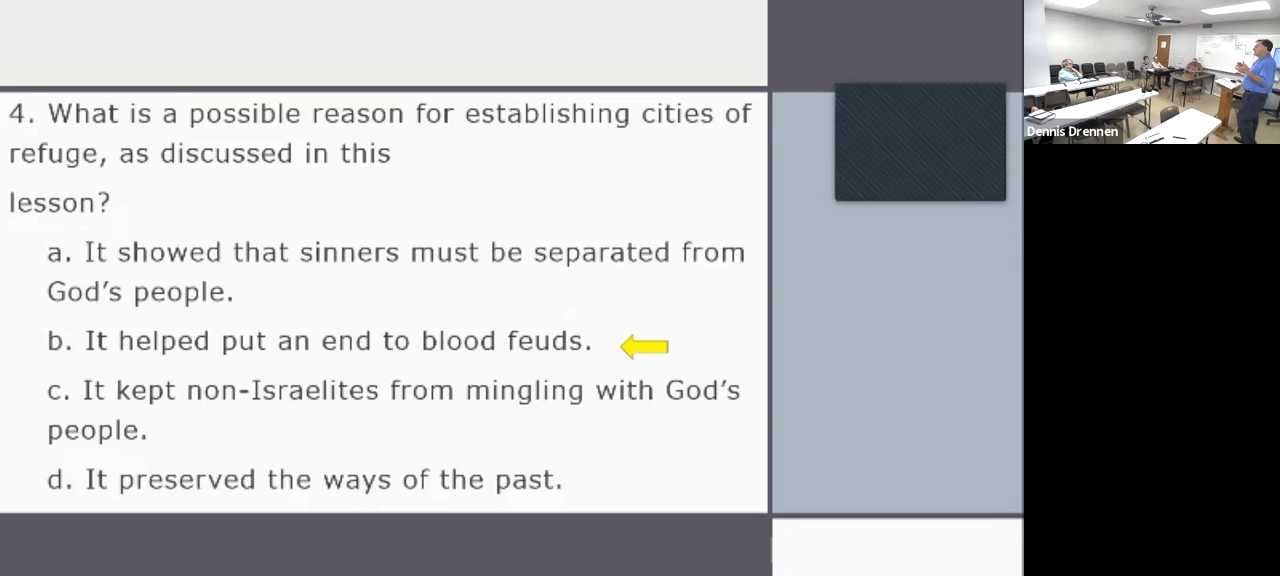 4. What is a possible reason for establishing cities of
refuge, as discussed in this
lesson?
a. It showed that sinners must be separated from
God's people.
b. It helped put an end to blood feuds.
c. It kept non-Israelites from mingling with God's
people.
d. It preserved the ways of the past.
Dennis Drennen